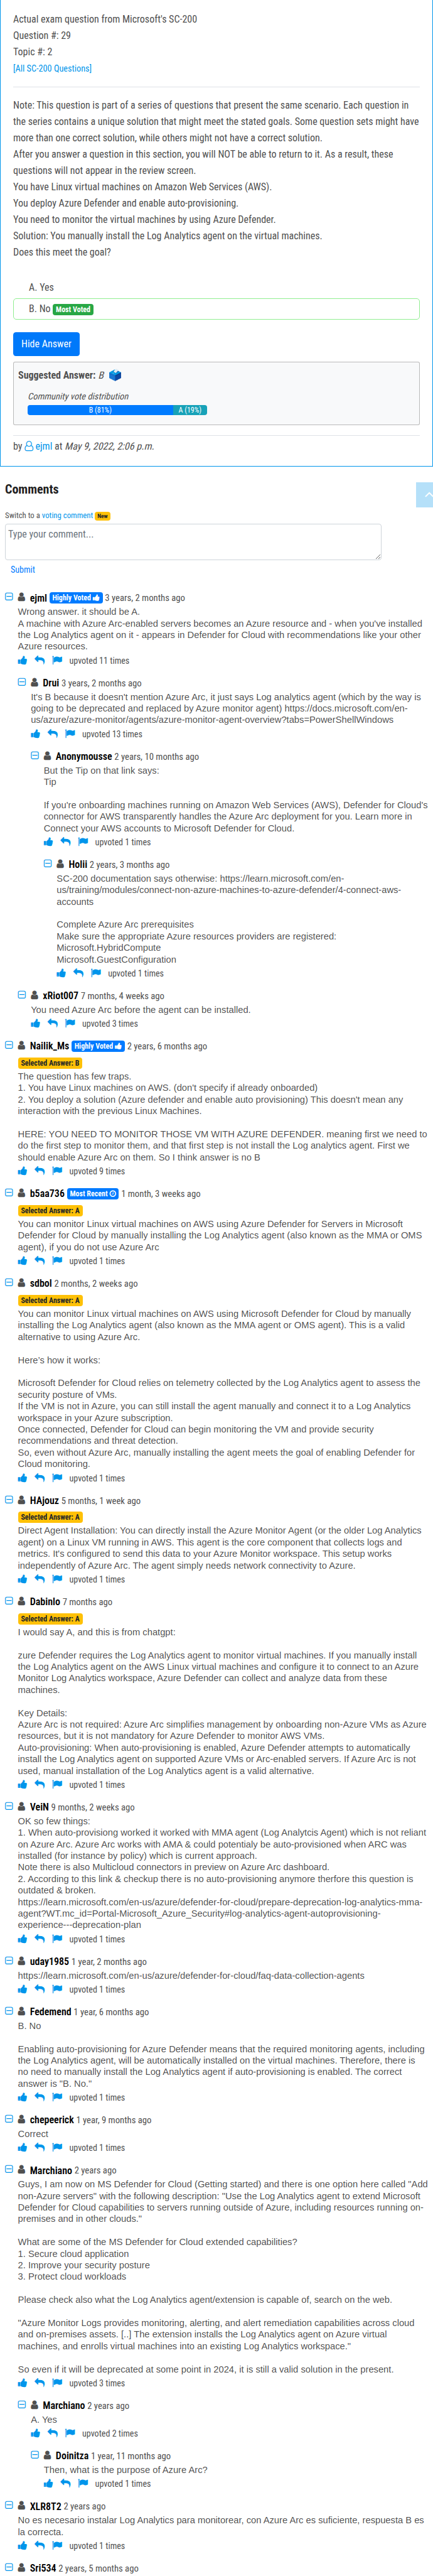 Actual exam question from Microsoft's SC-200
Question #: 29
Topic #: 2
[All SC-200 Questions]
Note: This question is part of a series of questions that present the same scenario. Each question in
the series contains a unique solution that might meet the stated goals. Some question sets might have
more than one correct solution, while others might not have a correct solution.
After you answer a question in this section, you will NOT be able to return to it. As a result, these
questions will not appear in the review screen.
You have Linux virtual machines on Amazon Web Services (AWS).
You deploy Azure Defender and enable auto-provisioning.
You need to monitor the virtual machines by using Azure Defender.
Solution: You manually install the Log Analytics agent on the virtual machines.
Does this meet the goal?
A. Yes
B. No Most Voted
Hide Answer
Suggested Answer: B
Community vote distribution
B (81%) A (19%)
by ejml at May 9, 2022, 2:06 p.m.
Comments
Switch to a voting comment New
Type your comment...
Submit
ejml Highly Voted 3 years, 2 months ago
Wrong answer. it should be A.
A machine with Azure Arc-enabled servers becomes an Azure resource and - when you've installed
the Log Analytics agent on it - appears in Defender for Cloud with recommendations like your other
Azure resources.
upvoted 11 times
Drui 3 years, 2 months ago
It's B because it doesn't mention Azure Arc, it just says Log analytics agent (which by the way is
going to be deprecated and replaced by Azure monitor agent) https://docs.microsoft.com/en-
us/azure/azure-monitor/agents/azure-monitor-agent-overview?tabs=PowerShellWindows
upvoted 13 times
Anonymousse 2 years, 10 months ago
But the Tip on that link says:
Tip
If you're onboarding machines running on Amazon Web Services (AWS), Defender for Cloud's
connector for AWS transparently handles the Azure Arc deployment for you. Learn more in
Connect your AWS accounts to Microsoft Defender for Cloud.
upvoted 1 times
Holii 2 years, 3 months ago
SC-200 documentation says otherwise: https://learn.microsoft.com/en-
us/training/modules/connect-non-azure-machines-to-azure-defender/4-connect-aws-
accounts
Complete Azure Arc prerequisites
Make sure the appropriate Azure resources providers are registered:
Microsoft.HybridCompute
Microsoft.GuestConfiguration
upvoted 1 times
xRiot007 7 months, 4 weeks ago
You need Azure Arc before the agent can be installed.
upvoted 3 times
Nailik_Ms Highly Voted 2 years, 6 months ago
Selected Answer: B
The question has few traps.
1. You have Linux machines on AWS. (don't specify if already onboarded)
2. You deploy a solution (Azure defender and enable auto provisioning) This doesn't mean any
interaction with the previous Linux Machines.
HERE: YOU NEED TO MONITOR THOSE VM WITH AZURE DEFENDER. meaning first we need to
do the first step to monitor them, and that first step is not install the Log analytics agent. First we
should enable Azure Arc on them. So I think answer is no B
upvoted 9 times
b5aa736 Most Recent 1 month, 3 weeks ago
Selected Answer: A
You can monitor Linux virtual machines on AWS using Azure Defender for Servers in Microsoft
Defender for Cloud by manually installing the Log Analytics agent (also known as the MMA or OMS
agent), if you do not use Azure Arc
upvoted 1 times
sdbol 2 months, 2 weeks ago
Selected Answer: A
You can monitor Linux virtual machines on AWS using Microsoft Defender for Cloud by manually
installing the Log Analytics agent (also known as the MMA agent or OMS agent). This is a valid
alternative to using Azure Arc.
Here's how it works:
Microsoft Defender for Cloud relies on telemetry collected by the Log Analytics agent to assess the
security posture of VMs.
If the VM is not in Azure, you can still install the agent manually and connect it to a Log Analytics
workspace in your Azure subscription.
Once connected, Defender for Cloud can begin monitoring the VM and provide security
recommendations and threat detection.
So, even without Azure Arc, manually installing the agent meets the goal of enabling Defender for
Cloud monitoring.
upvoted 1 times
HAjouz 5 months, 1 week ago
Selected Answer: A
Direct Agent Installation: You can directly install the Azure Monitor Agent (or the older Log Analytics
agent) on a Linux VM running in AWS. This agent is the core component that collects logs and
metrics. It's configured to send this data to your Azure Monitor workspace. This setup works
independently of Azure Arc. The agent simply needs network connectivity to Azure.
upvoted 1 times
Dabinlo 7 months ago
Selected Answer: A
I would say A, and this is from chatgpt:
zure Defender requires the Log Analytics agent to monitor virtual machines. If you manually install
the Log Analytics agent on the AWS Linux virtual machines and configure it to connect to an Azure
Monitor Log Analytics workspace, Azure Defender can collect and analyze data from these
machines.
Key Details:
Azure Arc is not required: Azure Arc simplifies management by onboarding non-Azure VMs as Azure
resources, but it is not mandatory for Azure Defender to monitor AWS VMs.
Auto-provisioning: When auto-provisioning is enabled, Azure Defender attempts to automatically
install the Log Analytics agent on supported Azure VMs or Arc-enabled servers. If Azure Arc is not
used, manual installation of the Log Analytics agent is a valid alternative.
upvoted 1 times
VeiN 9 months, 2 weeks ago
OK so few things:
1. When auto-provisiong worked it worked with MMA agent (Log Analytcis Agent) which is not reliant
on Azure Arc. Azure Arc works with AMA & could potentialy be auto-provisioned when ARC was
installed (for instance by policy) which is current approach.
Note there is also Multicloud connectors in preview on Azure Arc dashboard.
2. According to this link & checkup there is no auto-provisioning anymore therfore this question is
outdated & broken.
https://learn.microsoft.com/en-us/azure/defender-for-cloud/prepare-deprecation-log-analytics-mma-
agent?WT.mc_id=Portal-Microsoft_Azure_Security#log-analytics-agent-autoprovisioning-
experience---deprecation-plan
upvoted 1 times
uday1985 1 year, 2 months ago
https://learn.microsoft.com/en-us/azure/defender-for-cloud/faq-data-collection-agents
upvoted 1 times
Fedemend 1 year, 6 months ago
B. No
Enabling auto-provisioning for Azure Defender means that the required monitoring agents, including
the Log Analytics agent, will be automatically installed on the virtual machines. Therefore, there is
no need to manually install the Log Analytics agent if auto-provisioning is enabled. The correct
answer is "B. No."
upvoted 1 times
chepeerick 1 year, 9 months ago
Correct
upvoted 1 times
Marchiano 2 years ago
Guys, I am now on MS Defender for Cloud (Getting started) and there is one option here called "Add
non-Azure servers" with the following description: "Use the Log Analytics agent to extend Microsoft
Defender for Cloud capabilities to servers running outside of Azure, including resources running on-
premises and in other clouds."
What are some of the MS Defender for Cloud extended capabilities?
1. Secure cloud application
2. Improve your security posture
3. Protect cloud workloads
Please check also what the Log Analytics agent/extension is capable of, search on the web.
"Azure Monitor Logs provides monitoring, alerting, and alert remediation capabilities across cloud
and on-premises assets. [..] The extension installs the Log Analytics agent on Azure virtual
machines, and enrolls virtual machines into an existing Log Analytics workspace."
So even if it will be deprecated at some point in 2024, it is still a valid solution in the present.
upvoted 3 times
Marchiano 2 years ago
A. Yes
upvoted 2 times
Doinitza 1 year, 11 months ago
Then, what is the purpose of Azure Arc?
upvoted 1 times
XLR8T2 2 years ago
No es necesario instalar Log Analytics para monitorear, con Azure Arc es suficiente, respuesta B es
la correcta.
upvoted 1 times
Sri534 2 years, 5 months ago